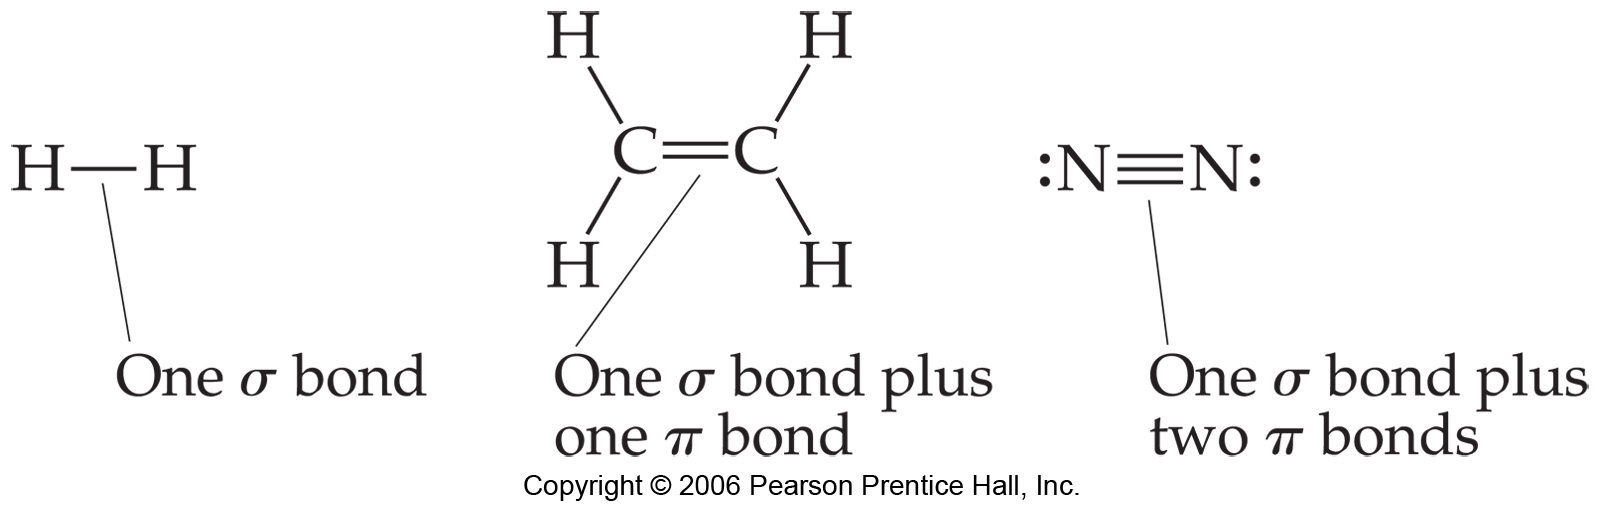 H H
H—H
C=C
:N≡N:
H H
One σ bond
One σ bond plus
one π bond
One σ bond plus
two π bonds
Copyright © 2006 Pearson Prentice Hall, Inc.